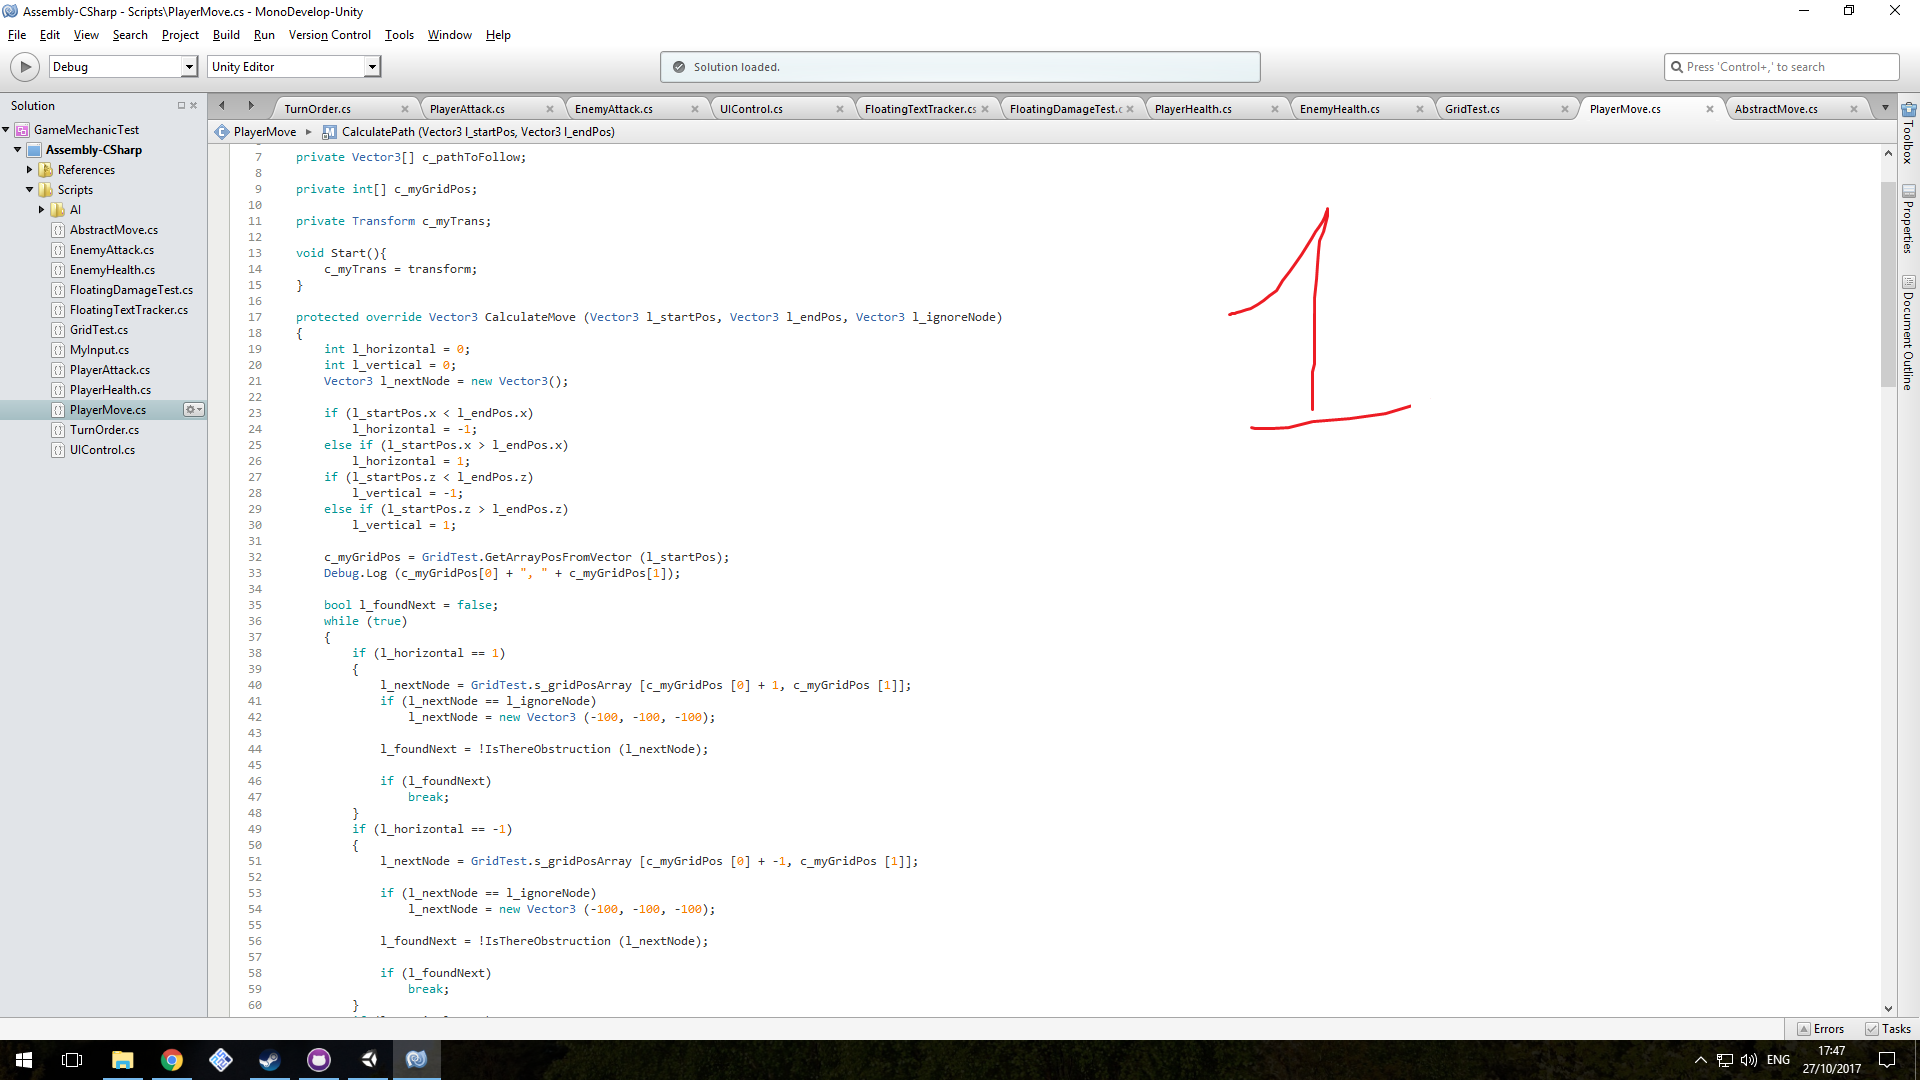 Assembly-CSharp - Scripts\PlayerMove.cs - MonoDevelop-Unity
File Edit View Search Project Build Run Version Control Tools Window Help
Debug Unity Editor Solution loaded. Press 'Control+,' to search
Solution
GameMechanicTest
Assembly-CSharp
References
Scripts
AI
AbstractMove.cs
EnemyAttack.cs
EnemyHealth.cs
FloatingDamageTest.cs
FloatingTextTracker.cs
GridTest.cs
MyInput.cs
PlayerAttack.cs
PlayerHealth.cs
PlayerMove.cs
TurnOrder.cs
UIControl.cs
TurnOrder.cs PlayerAttack.cs EnemyAttack.cs UIControl.cs FloatingTextTracker.cs FloatingDamageTest.c PlayerHealth.cs EnemyHealth.cs GridTest.cs PlayerMove.cs AbstractMove.cs
PlayerMove CalculatePath (Vector3 l_startPos, Vector3 l_endPos)
7 private Vector3[] c_pathToFollow;
8
9 private int[] c_myGridPos;
10
11 private Transform c_myTrans;
12
13 void Start(){
14 c_myTrans = transform;
15 }
16
17 protected override Vector3 CalculateMove (Vector3 l_startPos, Vector3 l_endPos, Vector3 l_ignoreNode)
18 {
19 int l_horizontal = 0;
20 int l_vertical = 0;
21 Vector3 l_nextNode = new Vector3();
22
23 if (l_startPos.x < l_endPos.x)
24 l_horizontal = -1;
25 else if (l_startPos.x > l_endPos.x)
26 l_horizontal = 1;
27 if (l_startPos.z < l_endPos.z)
28 l_vertical = -1;
29 else if (l_startPos.z > l_endPos.z)
30 l_vertical = 1;
31
32 c_myGridPos = GridTest.GetArrayPosFromVector (l_startPos);
33 Debug.Log (c_myGridPos[0] + ", " + c_myGridPos[1]);
34
35 bool l_foundNext = false;
36 while (true)
37 {
38 if (l_horizontal == 1)
39 {
40 l_nextNode = GridTest.s_gridPosArray [c_myGridPos [0] + 1, c_myGridPos [1]];
41 if (l_nextNode == l_ignoreNode)
42 l_nextNode = new Vector3 (-100, -100, -100);
43
44 l_foundNext = !IsThereObstruction (l_nextNode);
45
46 if (l_foundNext)
47 break;
48 }
49 if (l_horizontal == -1)
50 {
51 l_nextNode = GridTest.s_gridPosArray [c_myGridPos [0] + -1, c_myGridPos [1]];
52
53 if (l_nextNode == l_ignoreNode)
54 l_nextNode = new Vector3 (-100, -100, -100);
55
56 l_foundNext = !IsThereObstruction (l_nextNode);
57
58 if (l_foundNext)
59 break;
60 }
1
Toolbox
Properties
Document Outline
Errors Tasks
ENG 17:47
27/10/2017